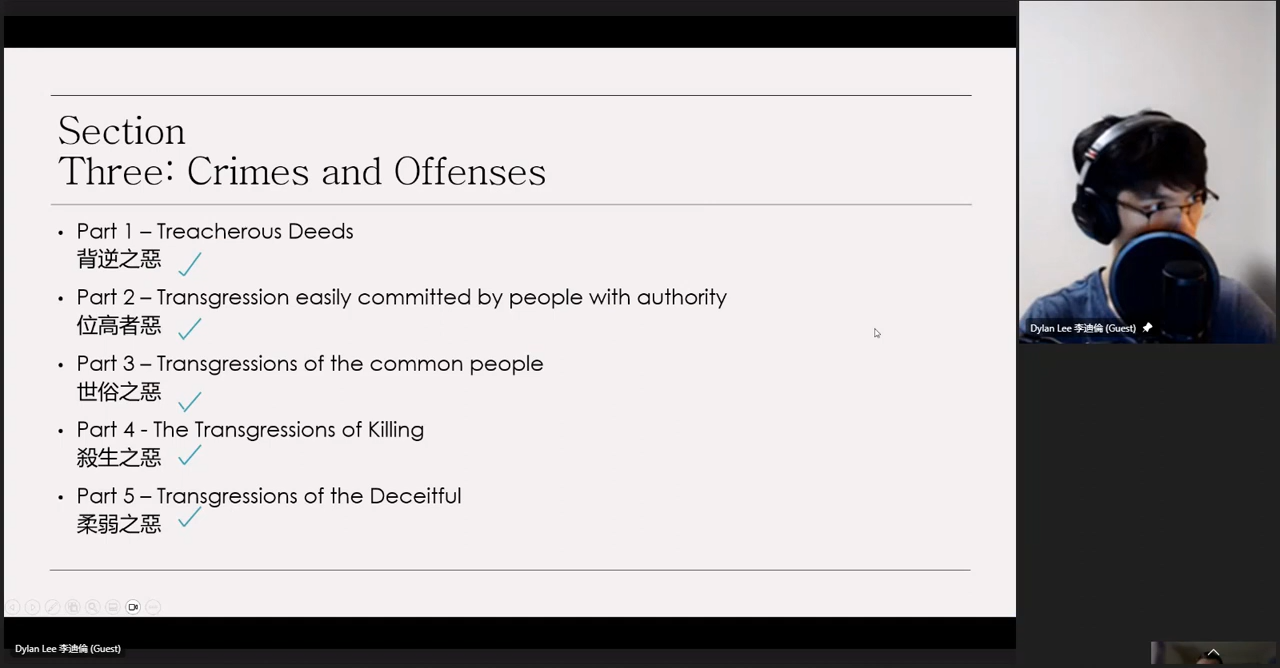 Section
Three: Crimes and Offenses
• Part 1 – Treacherous Deeds
背逆之惡
• Part 2 – Transgression easily committed by people with authority
位高者惡
• Part 3 – Transgressions of the common people
世俗之惡
• Part 4 - The Transgressions of Killing
殺生之惡
• Part 5 – Transgressions of the Deceitful
柔弱之惡
Dylan Lee 李迪倫 (Guest)
Dylan Lee 李迪倫 (Guest)